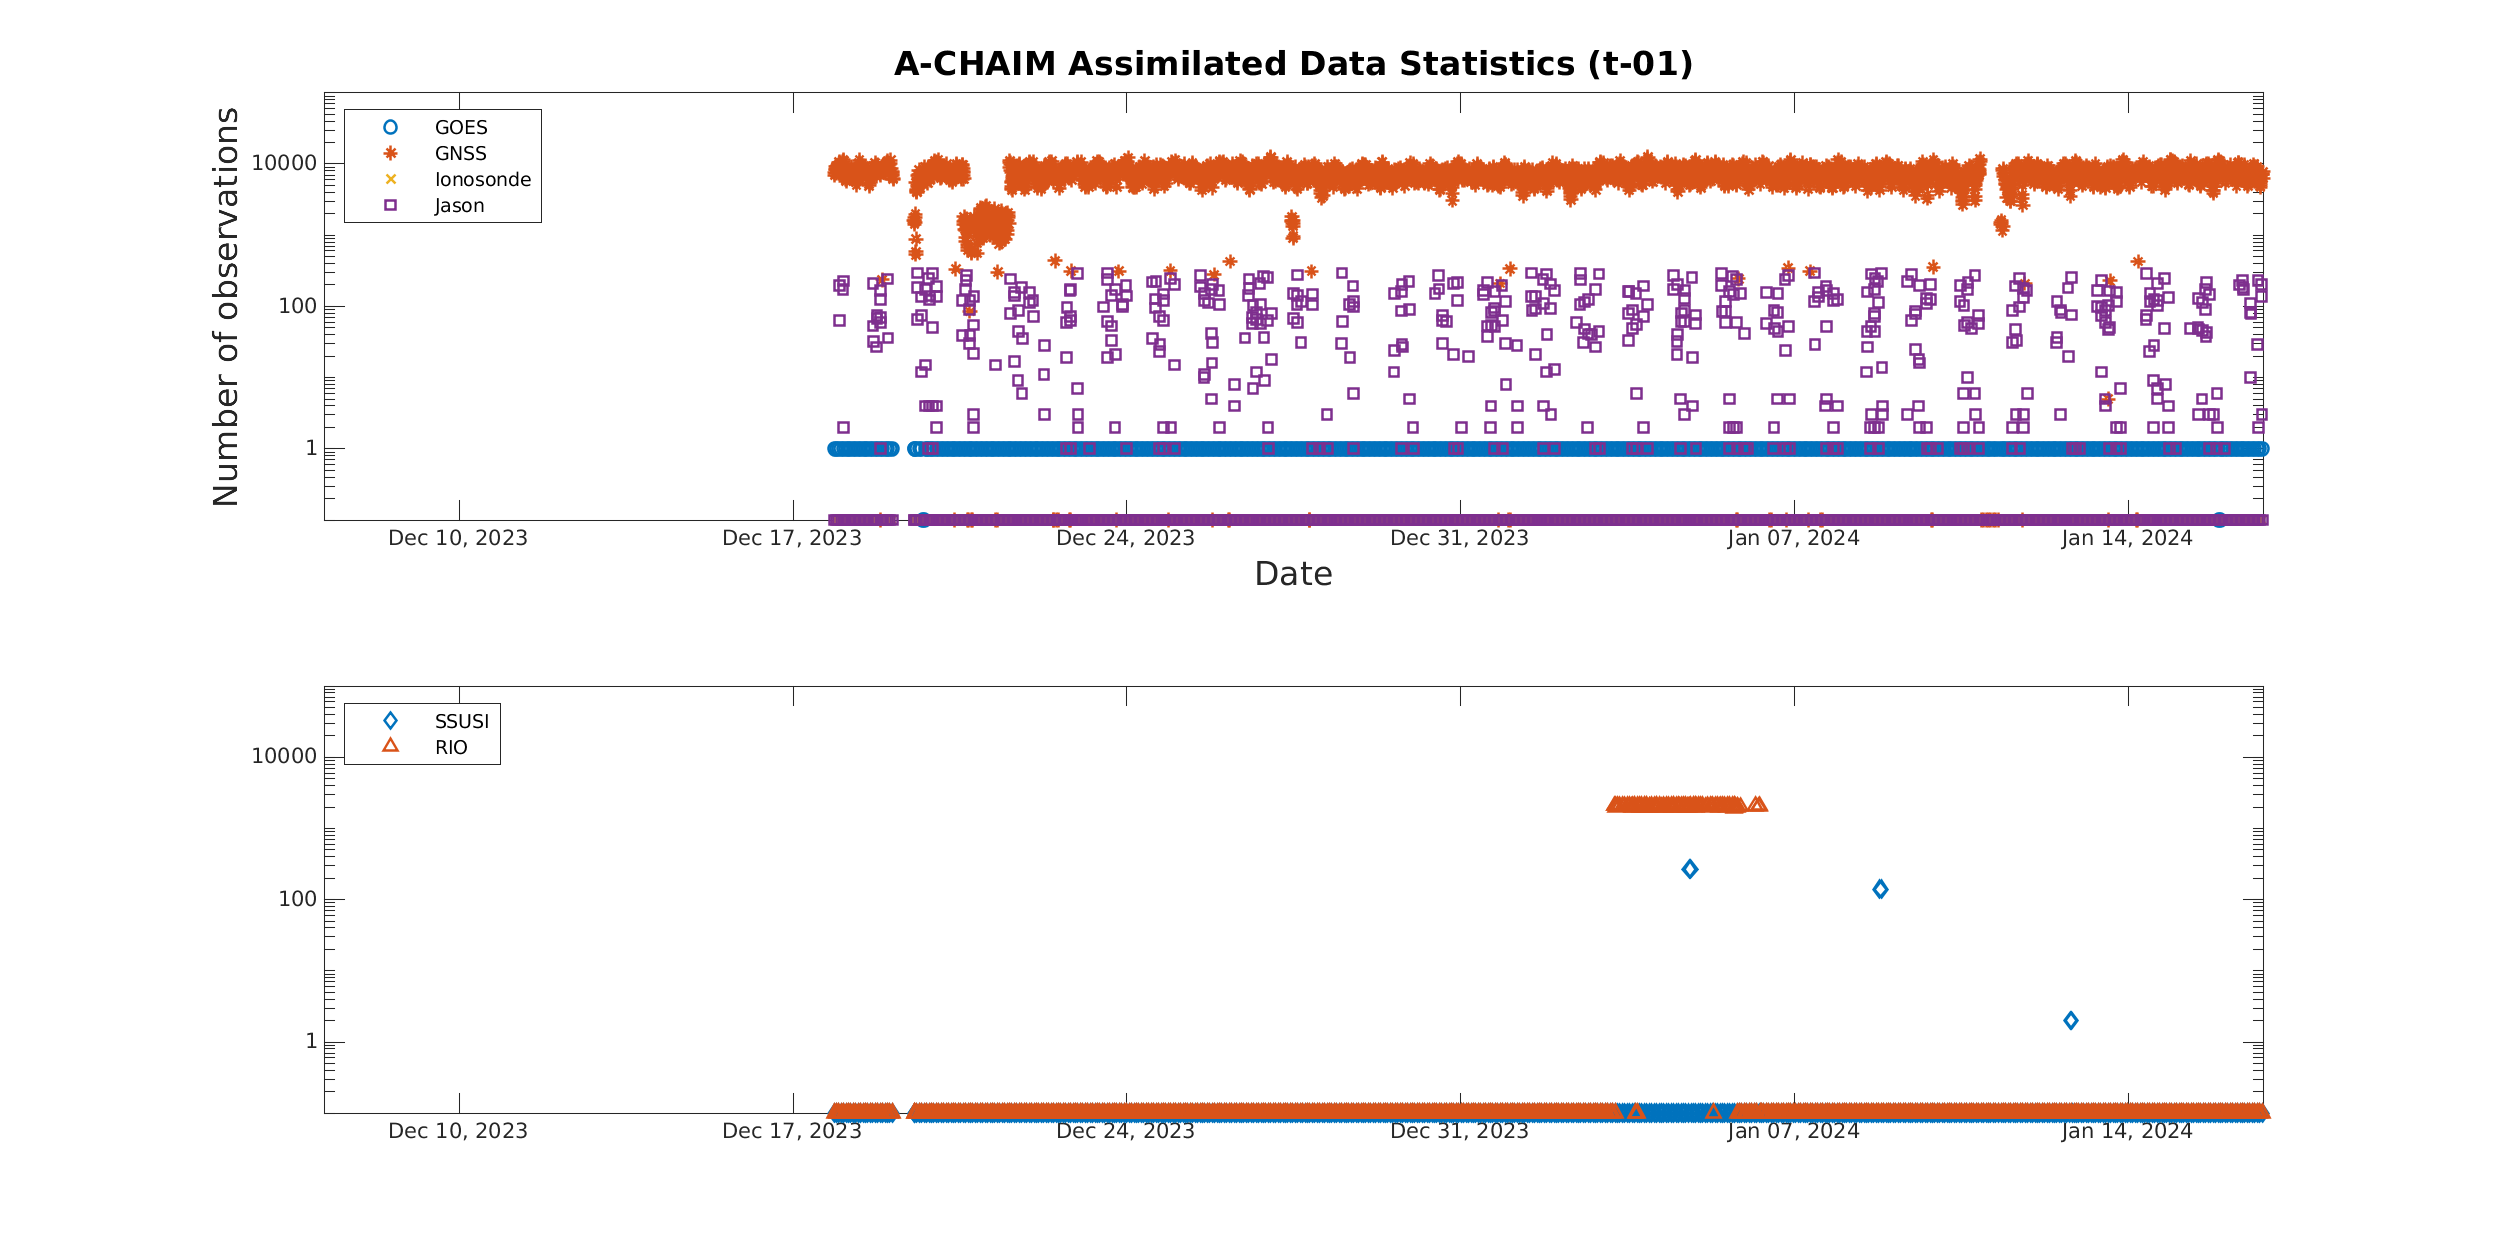 A-CHAIM Assimilated Data Statistics (t-01)
Number of observations
10000
100
1
GOES
GNSS
Ionosonde
Jason
Dec 10, 2023
Dec 17, 2023
Dec 24, 2023
Dec 31, 2023
Jan 07, 2024
Jan 14, 2024
Date
10000
100
1
SSUSI
RIO
Dec 10, 2023
Dec 17, 2023
Dec 24, 2023
Dec 31, 2023
Jan 07, 2024
Jan 14, 2024